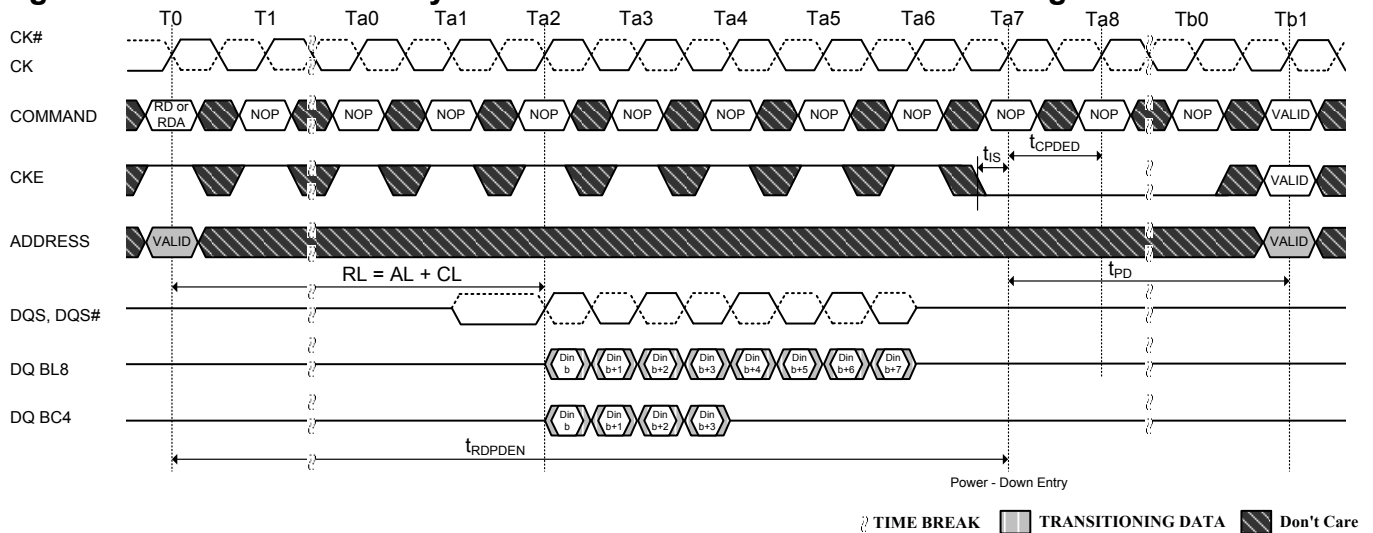 T0 T1 Ta0 Ta1 Ta2 Ta3 Ta4 Ta5 Ta6 Ta7 Ta8 Tb0 Tb1
CK#
CK
COMMAND
RD or
RDA
NOP NOP NOP NOP NOP NOP NOP NOP NOP NOP NOP VALID
tIS
tCPDED
CKE
VALID
ADDRESS
VALID
VALID
RL = AL + CL
tPD
DQS, DQS#
DQ BL8
Din Din Din Din Din Din Din Din
b b+1 b+2 b+3 b+4 b+5 b+6 b+7
DQ BC4
Din Din Din Din
b b+1 b+2 b+3
tRDPDEN
Power - Down Entry
TIME BREAK
TRANSITIONING DATA
Don't Care